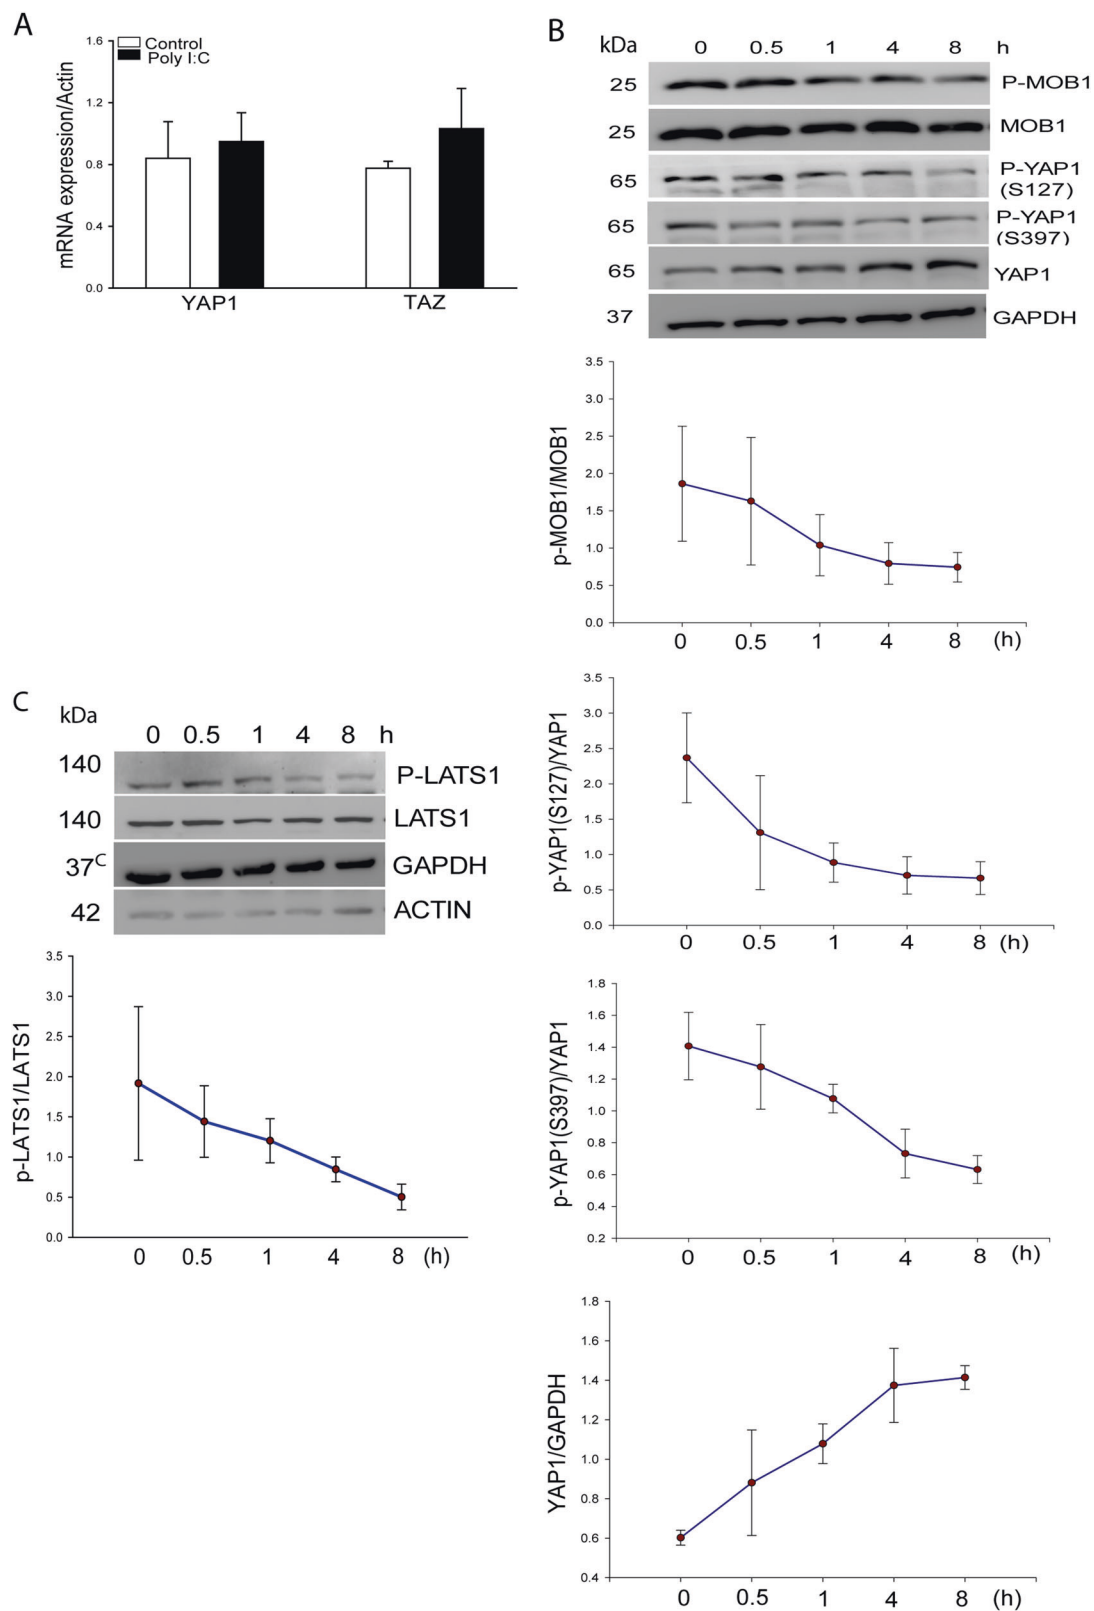 A
mRNA expression/Actin
1.6
1.2
0.8
0.4
0.0
Control
Poly I:C
YAP1 TAZ
B
kDa 0 0.5 1 4 8 h
25 P-MOB1
25 MOB1
65 P-YAP1
(S127)
65 P-YAP1
(S397)
65 YAP1
37 GAPDH
p-MOB1/MOB1
3.5
3.0
2.5
2.0
1.5
1.0
0.5
0.0
0 0.5 1 4 8 (h)
p-YAP1(S127)/YAP1
3.5
3.0
2.5
2.0
1.5
1.0
0.5
0.0
0 0.5 1 4 8 (h)
p-YAP1(S397)/YAP1
1.8
1.6
1.4
1.2
1.0
0.8
0.6
0.4
0.2
0 0.5 1 4 8 (h)
YAP1/GAPDH
1.8
1.6
1.4
1.2
1.0
0.8
0.6
0.4
0 0.5 1 4 8 (h)
C
kDa
0 0.5 1 4 8 h
140 P-LATS1
140 LATS1
37C GAPDH
42 ACTIN
p-LATS1/LATS1
3.5
3.0
2.5
2.0
1.5
1.0
0.5
0.0
0 0.5 1 4 8 (h)